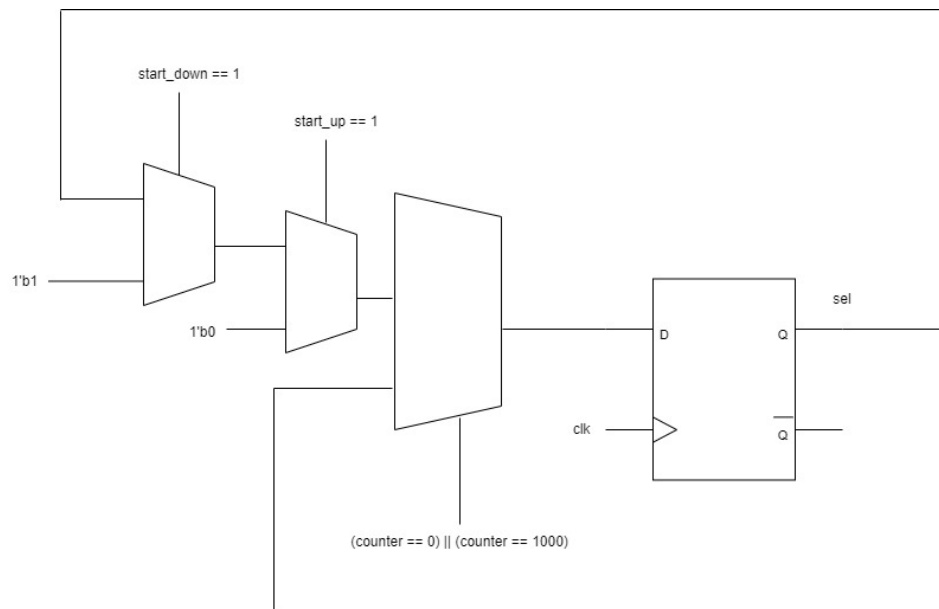 start_down == 1
start_up == 1
1'b1
1'b0
sel
D
Q
clk
Q
(counter == 0) || (counter == 1000)